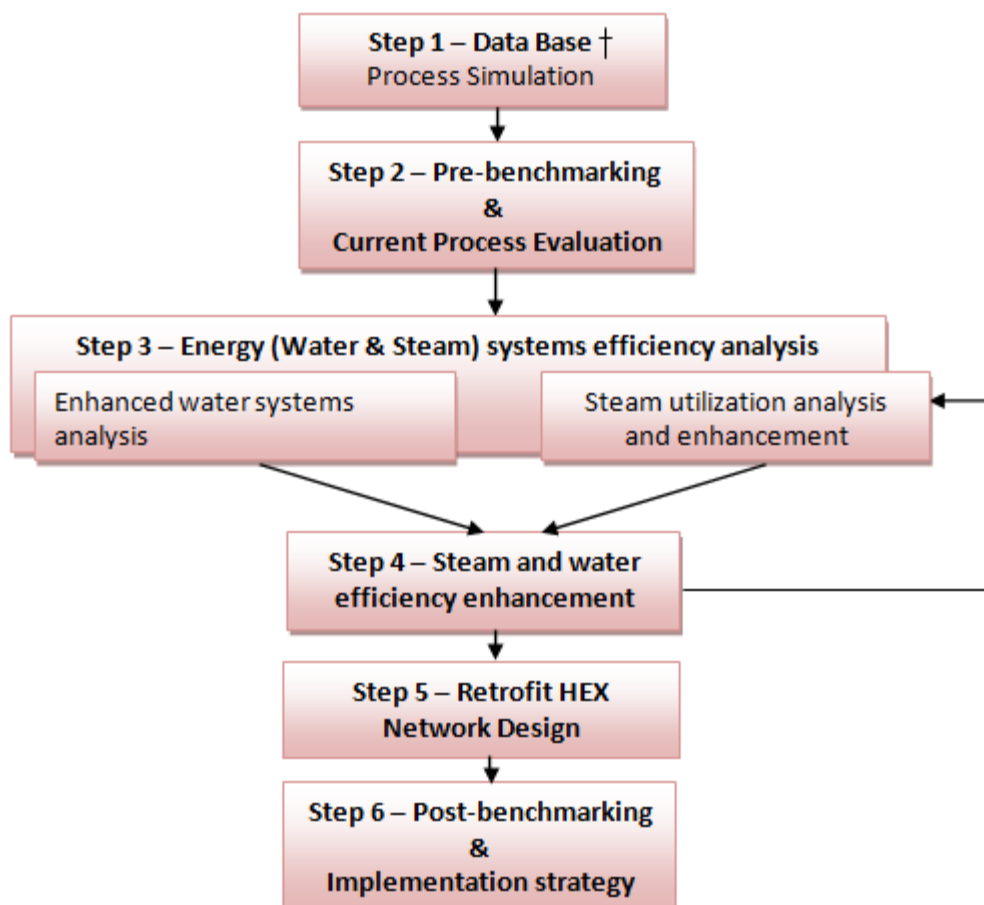 Step 1 – Data Base †
Process Simulation
Step 2 – Pre-benchmarking
&
Current Process Evaluation
Step 3 – Energy (Water & Steam) systems efficiency analysis
Enhanced water systems
analysis
Steam utilization analysis
and enhancement
Step 4 – Steam and water
efficiency enhancement
Step 5 – Retrofit HEX
Network Design
Step 6 – Post-benchmarking
&
Implementation strategy